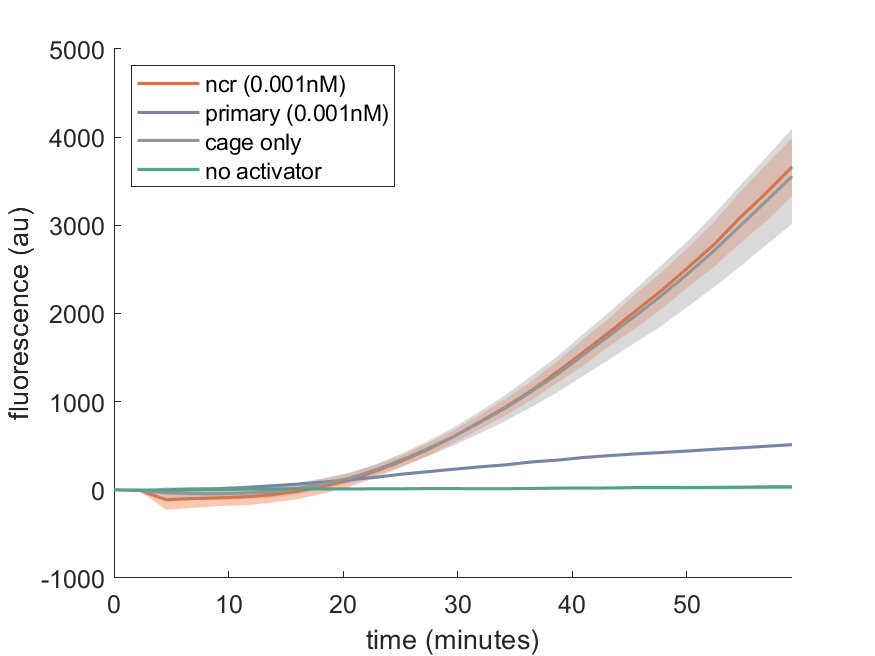 5000
4000
3000
2000
1000
0
-1000
fluorescence (au)
ncr (0.001nM)
primary (0.001nM)
cage only
no activator
0 10 20 30 40 50
time (minutes)